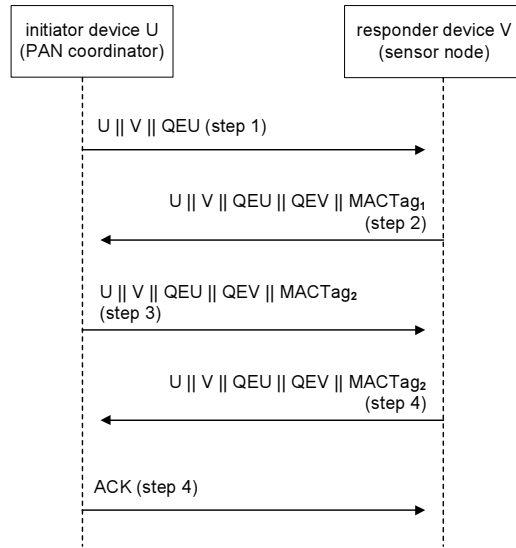 initiator device U
(PAN coordinator)
responder device V
(sensor node)
U || V || QEU (step 1)
U || V || QEU || QEV || MACTag₁
(step 2)
U || V || QEU || QEV || MACTag₂
(step 3)
U || V || QEU || QEV || MACTag₂
(step 4)
ACK (step 4)